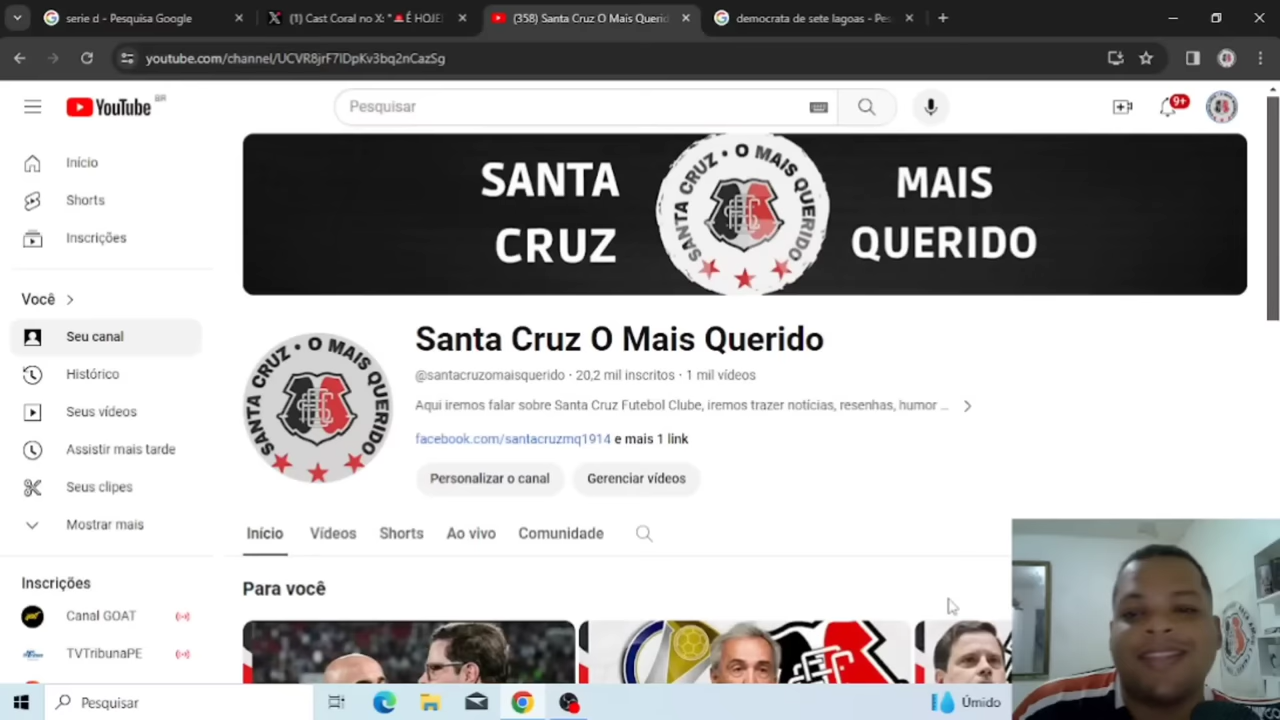 serie d - Pesquisa Google
(1) Cast Coral no X: "🚨É HOJE!
(358) Santa Cruz O Mais Querid
democrata de sete lagoas - Pes
youtube.com/channel/UCVR8jrF7IDpKv3bq2nCazSg
YouTube BR
Pesquisar
9+
Início
Shorts
Inscrições
Você
Seu canal
Histórico
Seus vídeos
Assistir mais tarde
Seus clipes
Mostrar mais
Inscrições
Canal GOAT
TVTribunaPE
SANTA
CRUZ
SANTA CRUZ • O MAIS QUERIDO
MAIS
QUERIDO
SANTA CRUZ • O MAIS QUERIDO
Santa Cruz O Mais Querido
@santacruzomaisquerido · 20,2 mil inscritos · 1 mil vídeos
Aqui iremos falar sobre Santa Cruz Futebol Clube, iremos trazer notícias, resenhas, humor ...
facebook.com/santacruzmq1914 e mais 1 link
Personalizar o canal
Gerenciar vídeos
Início
Vídeos
Shorts
Ao vivo
Comunidade
Para você
Pesquisar
Úmido